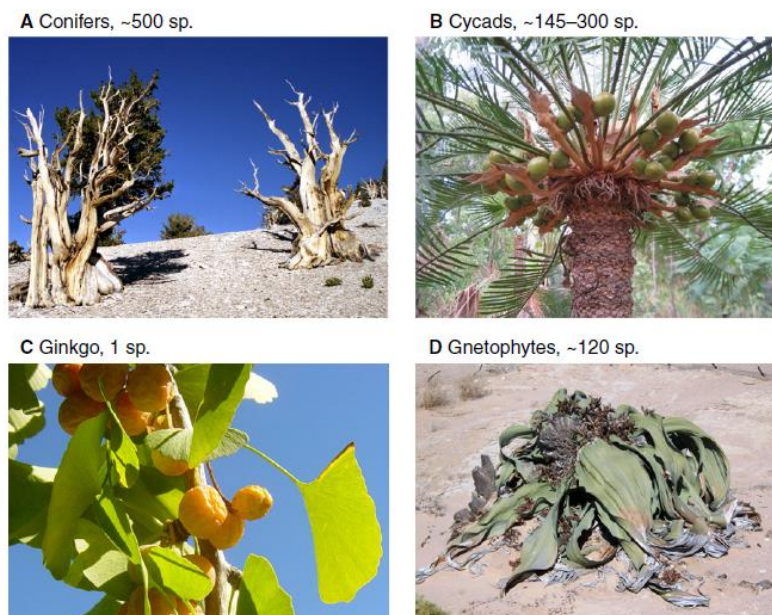 A Conifers, ~500 sp.
B Cycads, ~145–300 sp.
C Ginkgo, 1 sp.
D Gnetophytes, ~120 sp.